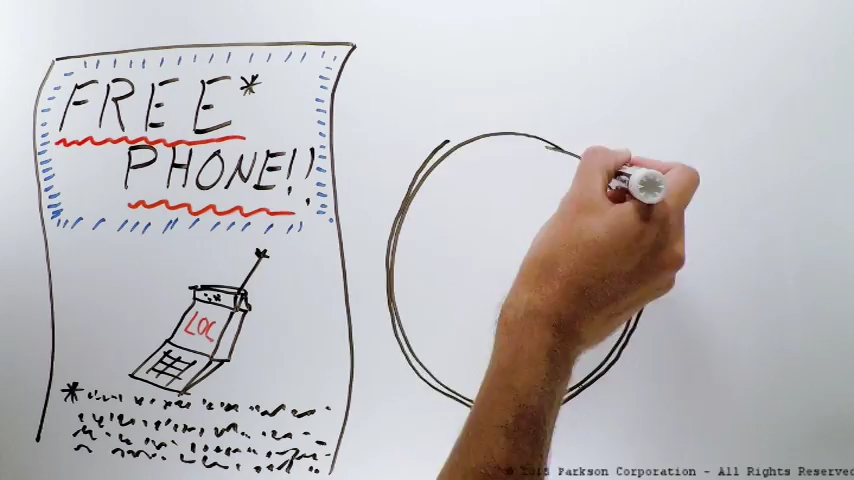 FREE*
PHONE!!
LOC
*
© 2015 Parkson Corporation - All Rights Reserved